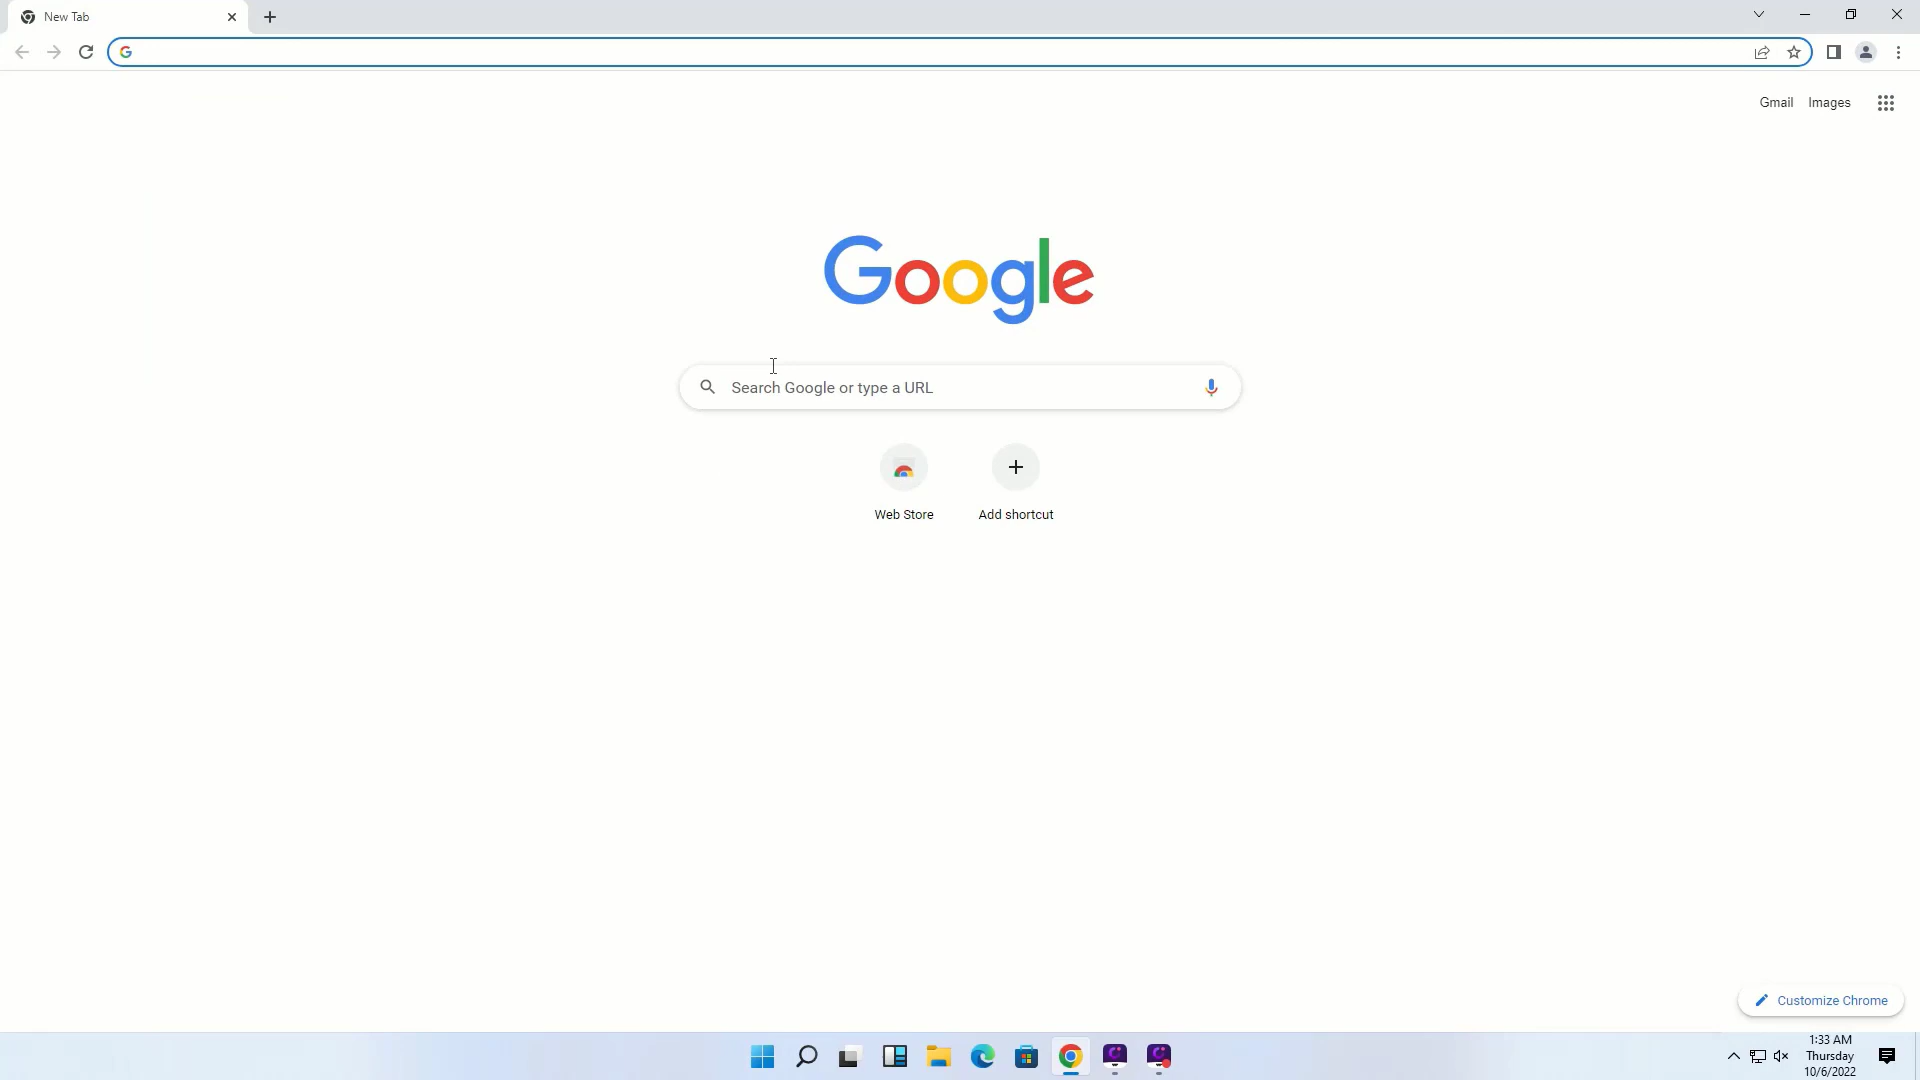 New Tab
Gmail Images
Google
Search Google or type a URL
Web Store Add shortcut
Customize Chrome
1:33 AM
Thursday
10/6/2022